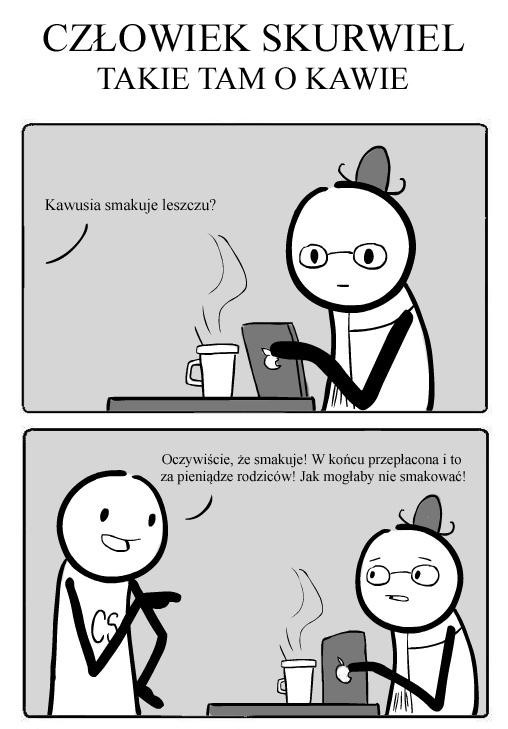 CZŁOWIEK SKURWIEL
TAKIE TAM O KAWIE
Kawusia smakuje leszczu?
Oczywiście, że smakuje! W końcu przepłacona i to
za pieniądze rodziców! Jak mogłaby nie smakować!
CS